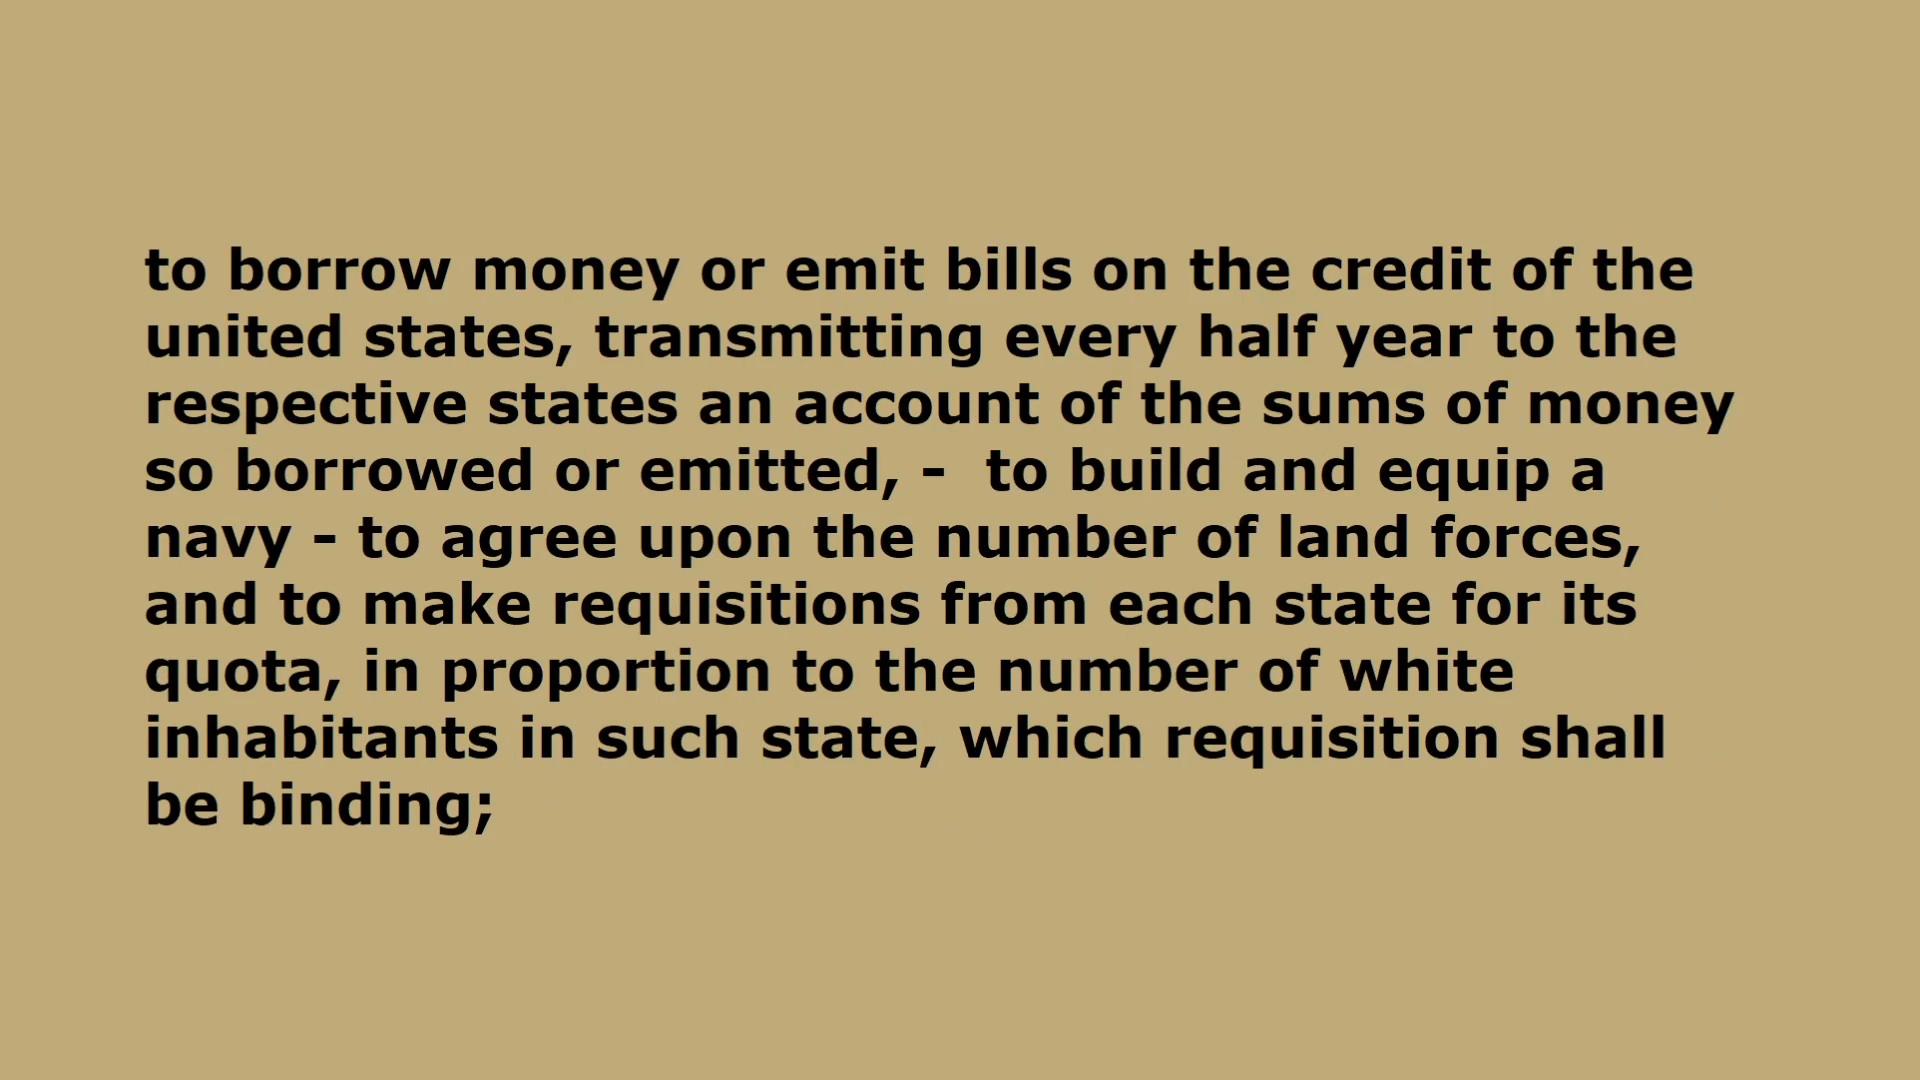 to borrow money or emit bills on the credit of the
united states, transmitting every half year to the
respective states an account of the sums of money
so borrowed or emitted, -  to build and equip a
navy - to agree upon the number of land forces,
and to make requisitions from each state for its
quota, in proportion to the number of white
inhabitants in such state, which requisition shall
be binding;